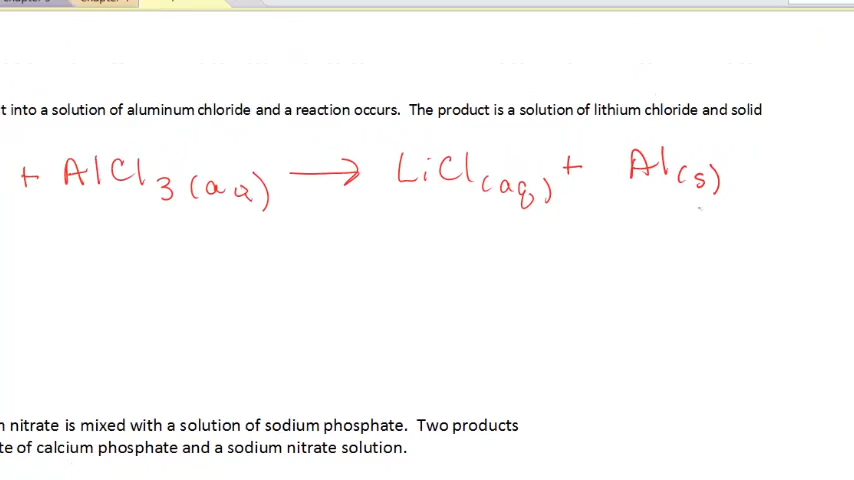 t into a solution of aluminum chloride and a reaction occurs. The product is a solution of lithium chloride and solid
+ AlCl3(aq) ⟶ LiCl(aq) + Al(s)
n nitrate is mixed with a solution of sodium phosphate. Two products
te of calcium phosphate and a sodium nitrate solution.